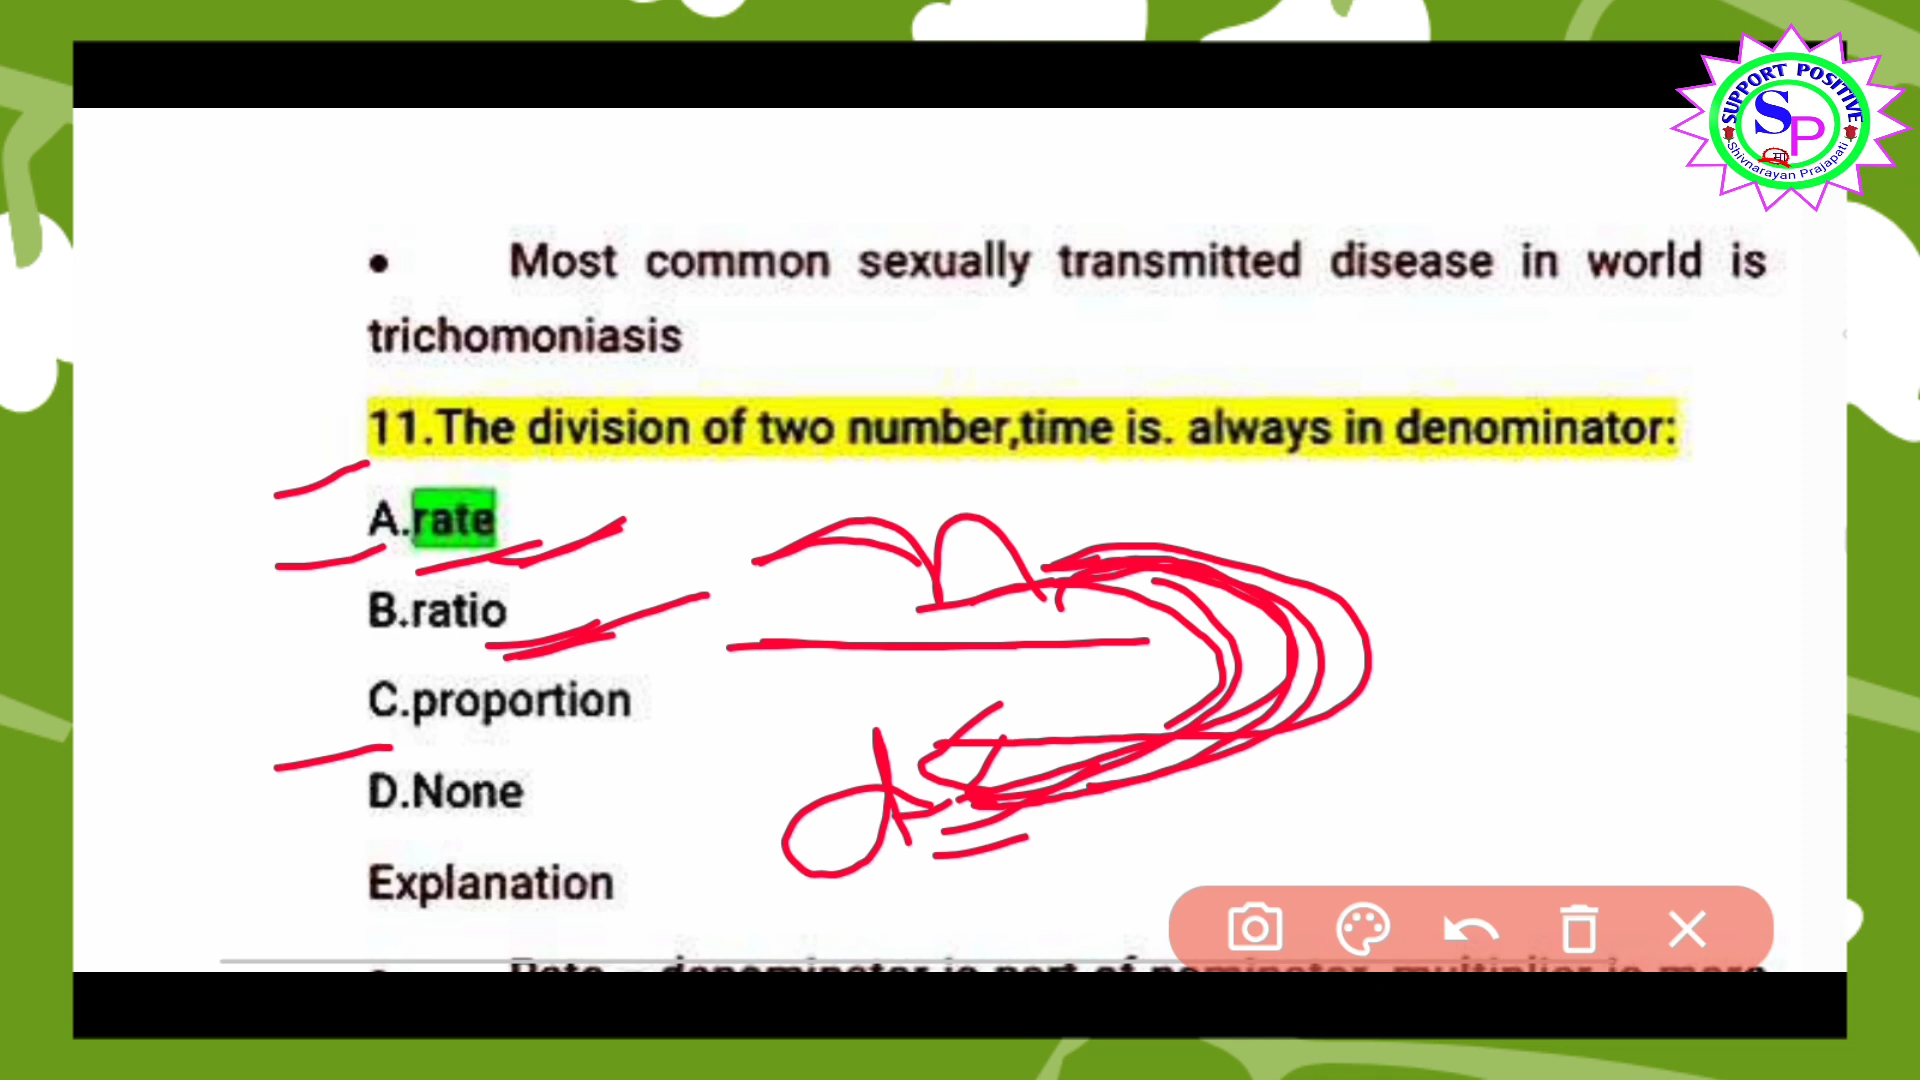 SUPPORT POSITIVE
SP
Shivnarayan Prajapati
• Most common sexually transmitted disease in world is
trichomoniasis
11.The division of two number,time is. always in denominator:
A.rate
B.ratio
C.proportion
D.None
Explanation